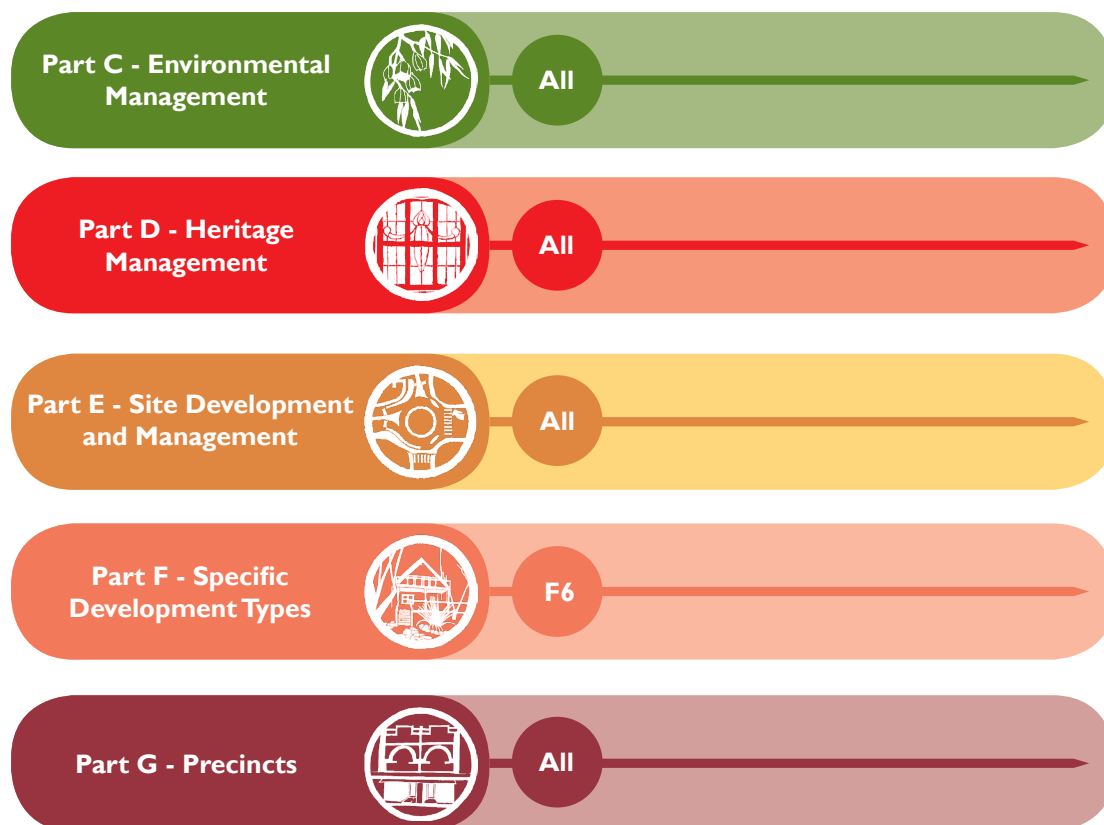 Part C - Environmental
Management
All
Part D - Heritage
Management
All
Part E - Site Development
and Management
All
Part F - Specific
Development Types
F6
Part G - Precincts
All